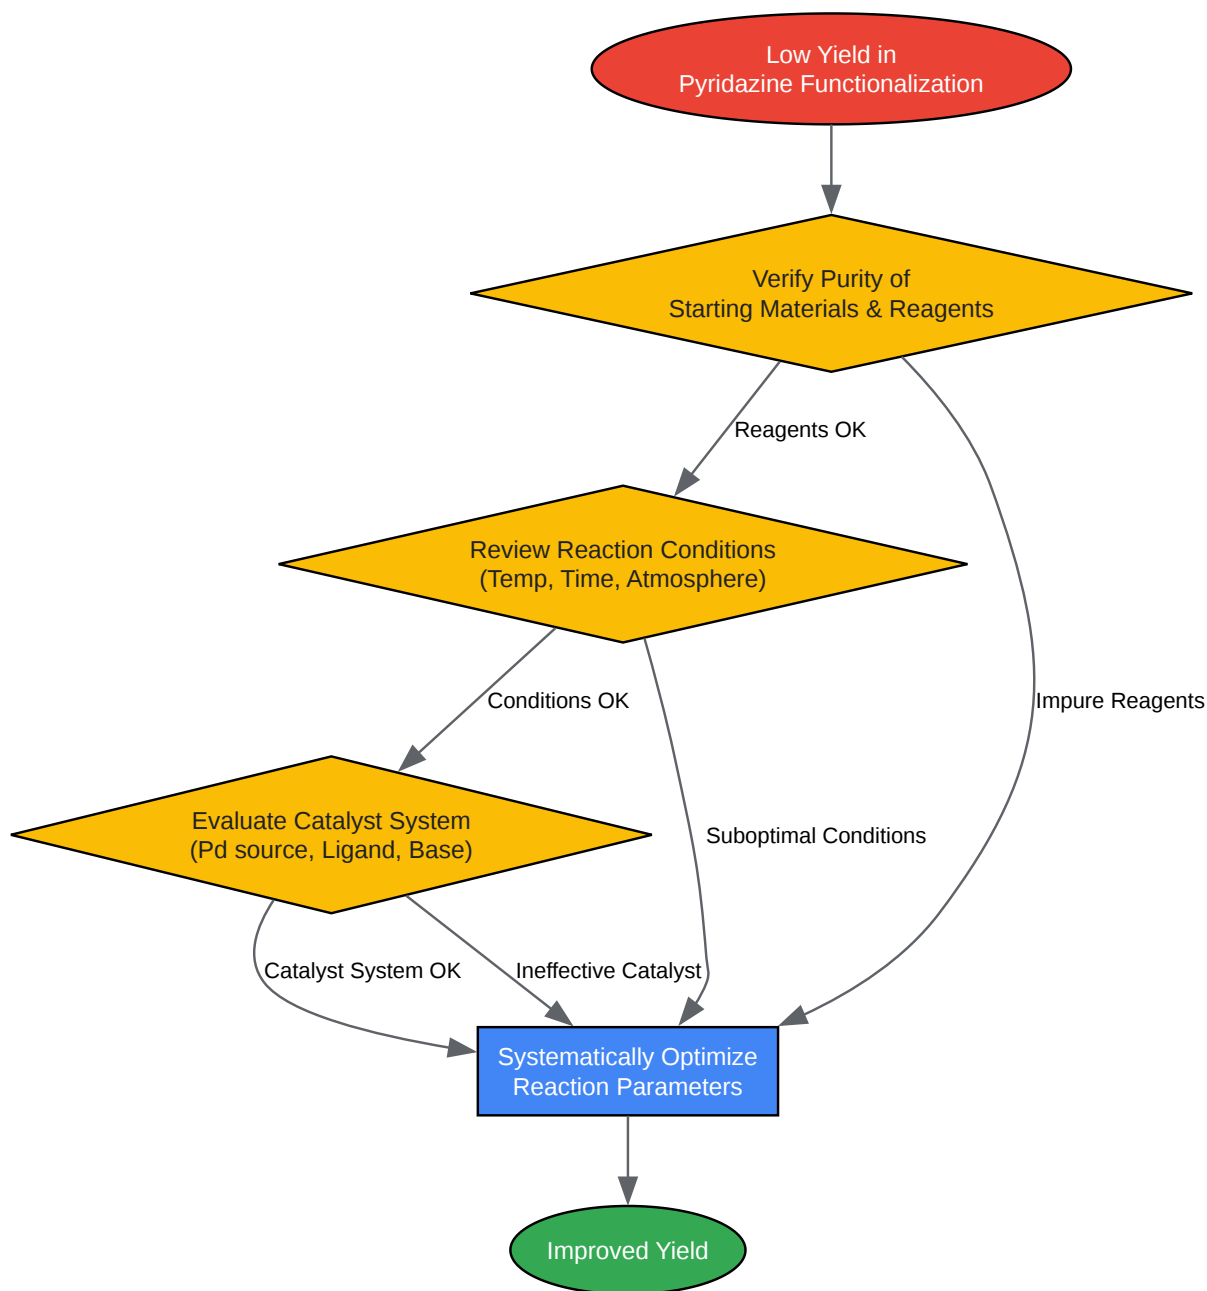 Low Yield in
Pyridazine Functionalization
Verify Purity of
Starting Materials & Reagents
Reagents OK
Review Reaction Conditions
(Temp, Time, Atmosphere)
Conditions OK
Impure Reagents
Evaluate Catalyst System
(Pd source, Ligand, Base)
Suboptimal Conditions
Catalyst System OK
Ineffective Catalyst
Systematically Optimize
Reaction Parameters
Improved Yield